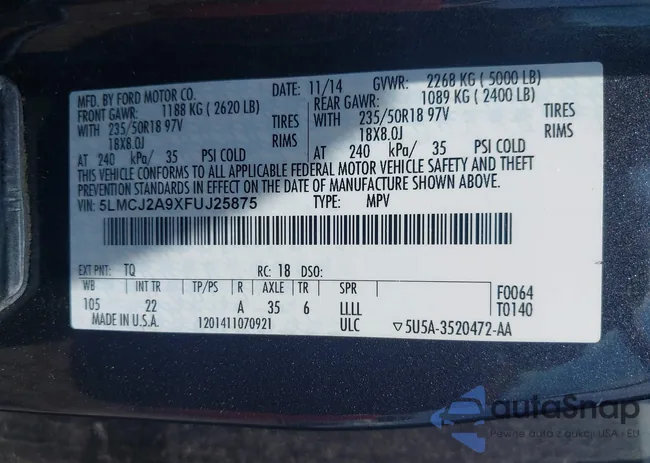 MFD. BY FORD MOTOR CO.
DATE: 11/14 GVWR: 2268 KG ( 5000 LB)
FRONT GAWR: 1188 KG ( 2620 LB)
REAR GAWR: 1089 KG ( 2400 LB)
WITH 235/50R18 97V TIRES
WITH 235/50R18 97V TIRES
18X8.0J RIMS
18X8.0J RIMS
AT 240 kPa/ 35 PSI COLD
AT 240 kPa/ 35 PSI COLD
THIS VEHICLE CONFORMS TO ALL APPLICABLE FEDERAL MOTOR VEHICLE SAFETY AND THEFT
PREVENTION STANDARDS IN EFFECT ON THE DATE OF MANUFACTURE SHOWN ABOVE.
VIN: 5LMCJ2A9XFUJ25875 TYPE: MPV
EXT PNT: TQ RC: 18 DSO:
WB INT TR TP/PS R AXLE TR SPR
105 22 A 35 6 LLLL
F0064
T0140
MADE IN U.S.A. 1201411070921 ULC ▽5U5A-3520472-AA
autoSnap
Pewne auta z aukcji USA - EU